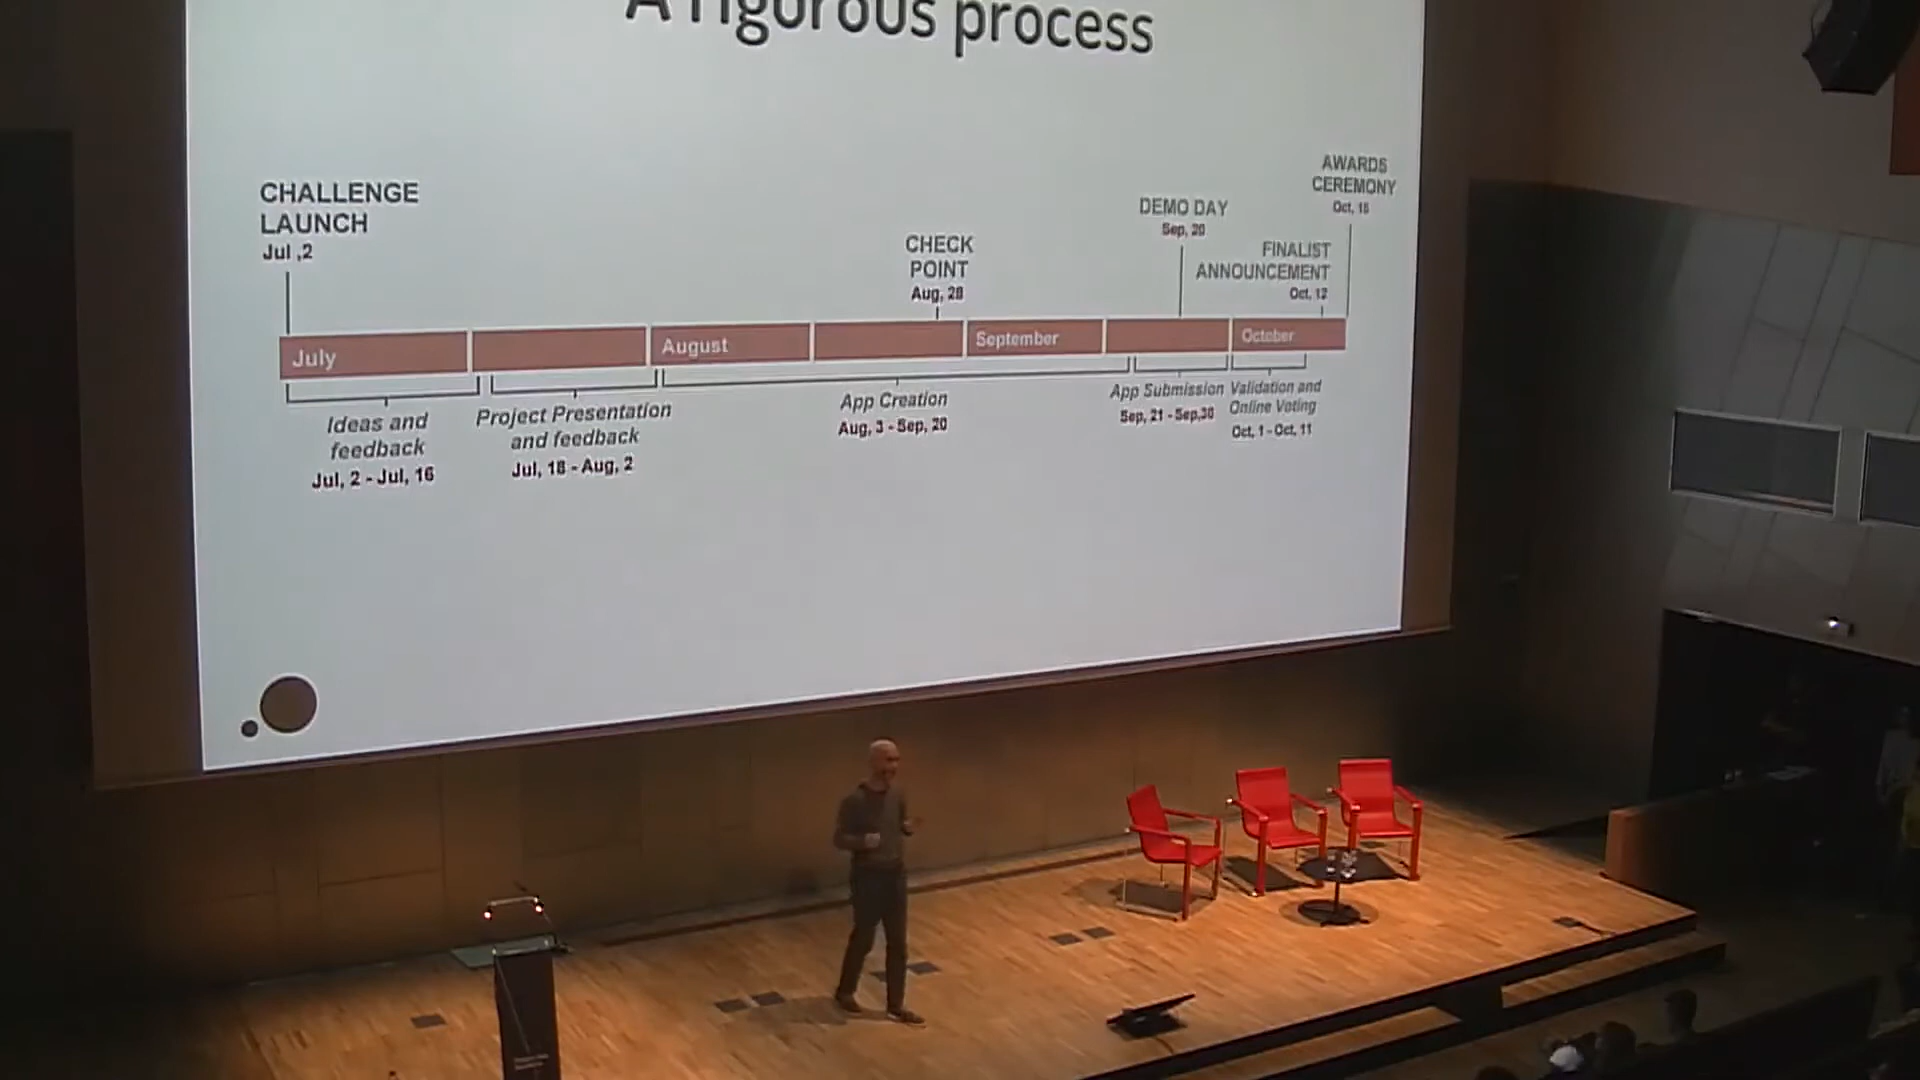 A rigorous process
CHALLENGE
LAUNCH
Jul ,2
CHECK
POINT
Aug, 28
DEMO DAY
Sep, 20
FINALIST
ANNOUNCEMENT
Oct, 12
AWARDS
CEREMONY
Oct, 15
July
August
September
October
Ideas and
feedback
Jul, 2 - Jul, 16
Project Presentation
and feedback
Jul, 18 - Aug, 2
App Creation
Aug, 3 - Sep, 20
App Submission
Sep, 21 - Sep,30
Validation and
Online Voting
Oct, 1 - Oct, 11